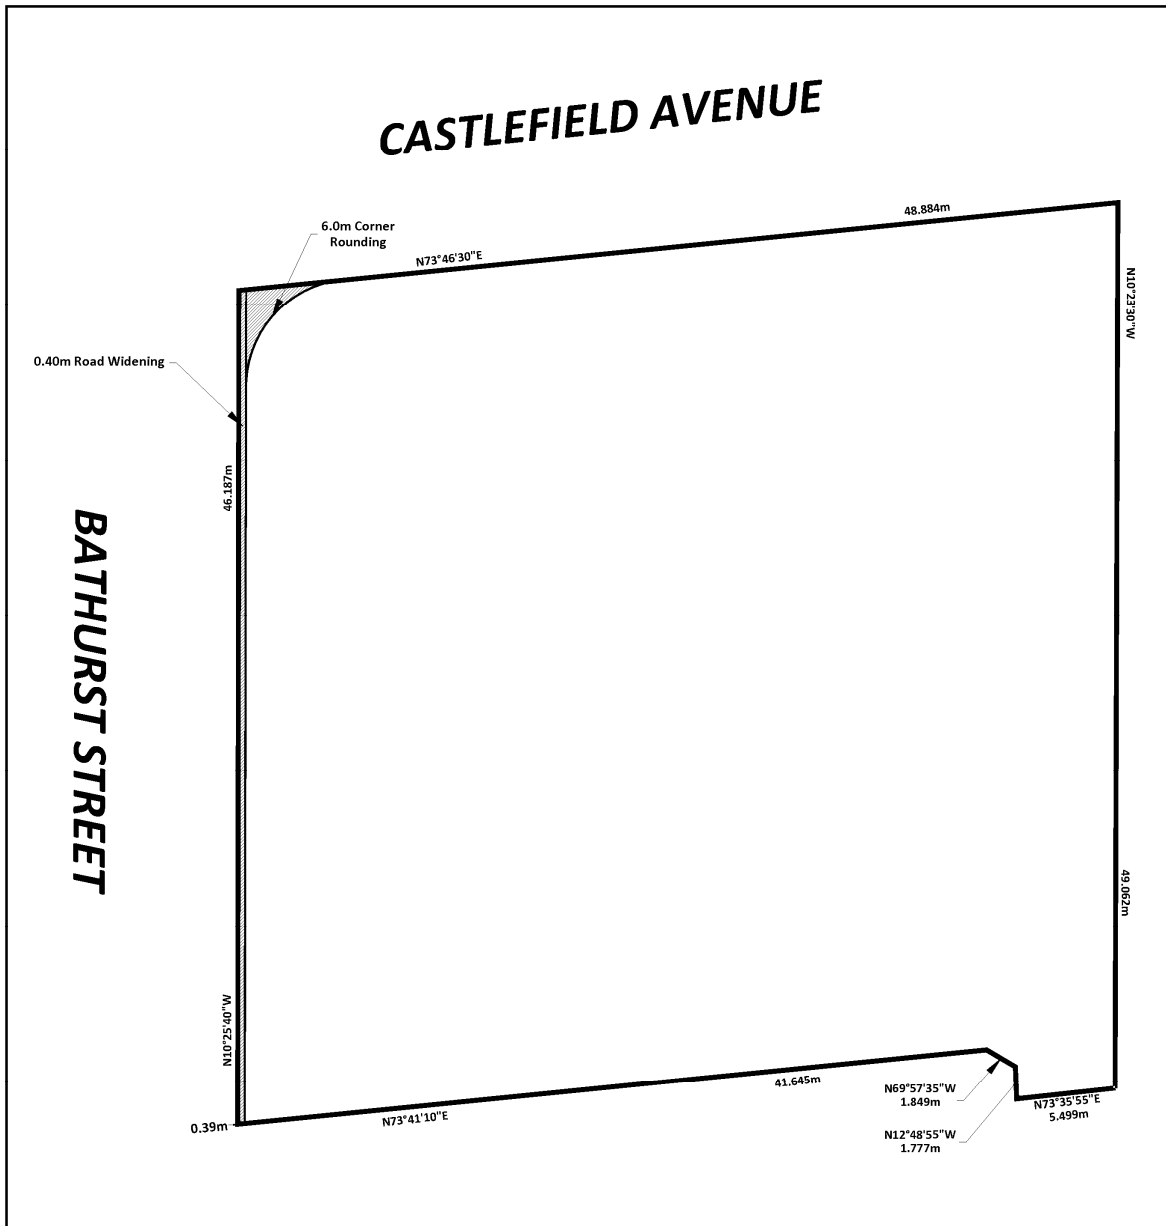 CASTLEFIELD AVENUE
48.884m
6.0m Corner
Rounding
N73°46'30"E
N10°23'30"W
0.40m Road Widening
46.187m
BATHURST STREET
49.062m
N10°25'40"W
41.645m
N69°57'35"W
1.849m
N73°35'55"E
5.499m
0.39m
N73°41'10"E
N12°48'55"W
1.777m